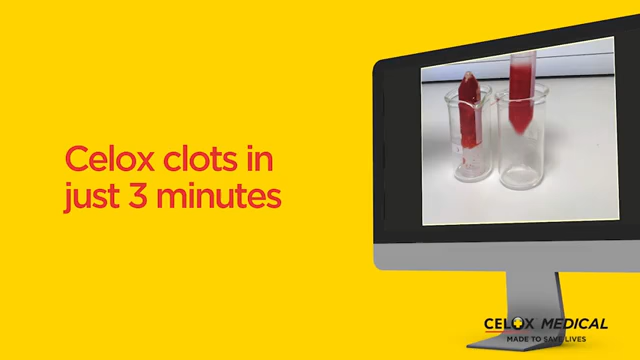 Celox clots in
just 3 minutes
CELOX MEDICAL
MADE TO SAVE LIVES